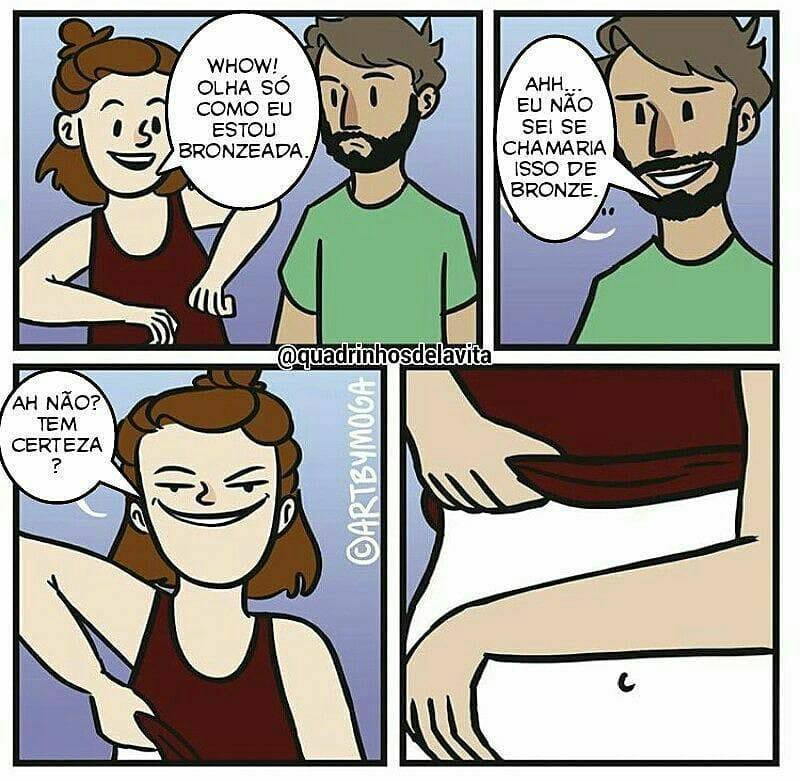 WHOW!
OLHA SÓ
COMO EU
ESTOU
BRONZEADA.
AHH...
EU NÃO
SEI SE
CHAMARIA
ISSO DE
BRONZE.
@quadrinhosdelavita
AH NÃO?
TEM
CERTEZA
?
©ARTBYMOGA